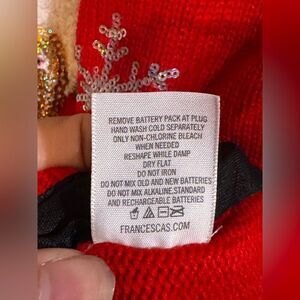 REMOVE BATTERY PACK AT PLUG
HAND WASH COLD SEPARATELY
ONLY NON-CHLORINE BLEACH
WHEN NEEDED
RESHAPE WHILE DAMP
DRY FLAT
DO NOT IRON
DO NOT MIX OLD AND NEW BATTERIES
DO NOT MIX ALKALINE,STANDARD
AND RECHARGABLE BATTERIES
FRANCESCAS.COM